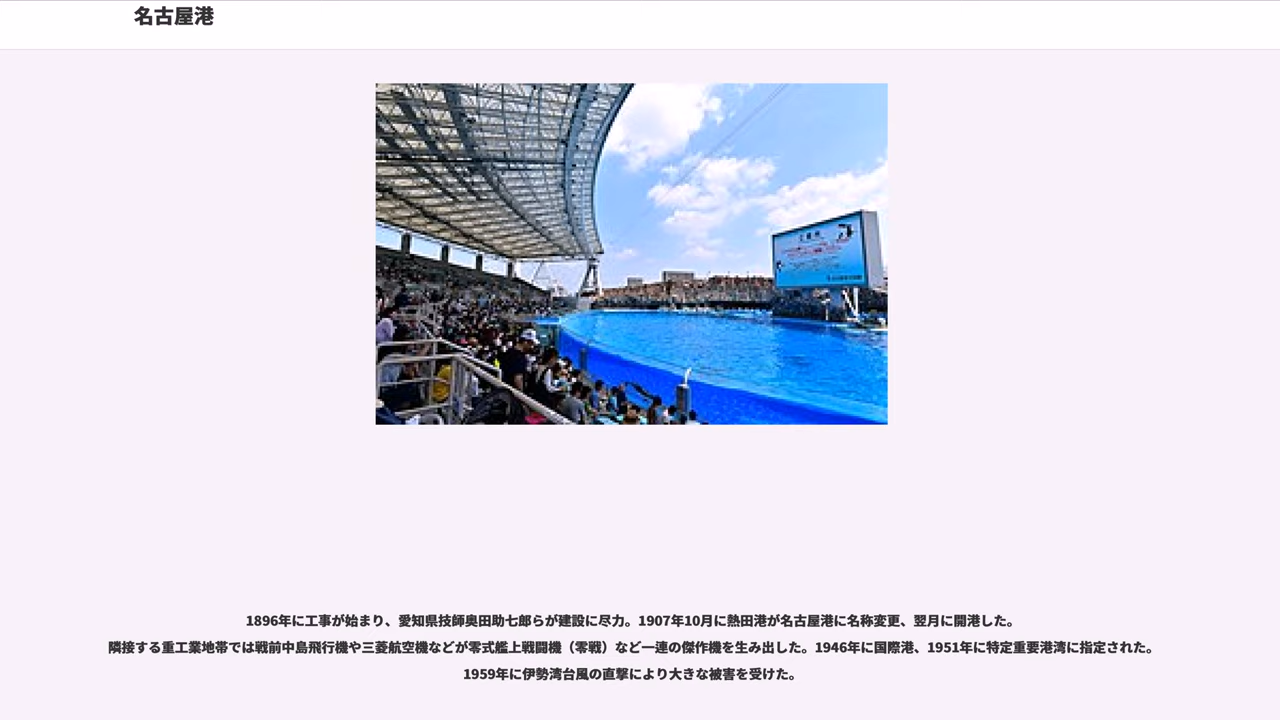 名古屋港
1896年に工事が始まり、愛知県技師奥田助七郎らが建設に尽力。1907年10月に熱田港が名古屋港に名称変更、翌月に開港した。
隣接する重工業地帯では戦前中島飛行機や三菱航空機などが零式艦上戦闘機（零戦）など一連の傑作機を生み出した。1946年に国際港、1951年に特定重要港湾に指定された。
1959年に伊勢湾台風の直撃により大きな被害を受けた。